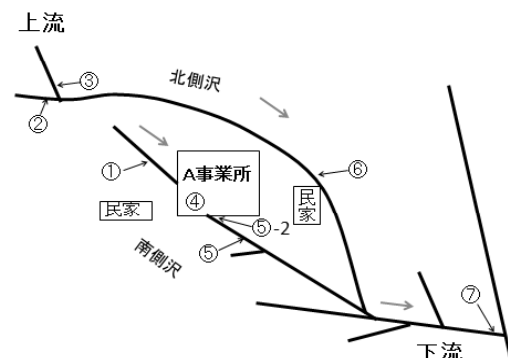 上流
③
北側沢
②
⑥
①
A事業所
④
民家
民家
⑤-2
⑤
南側沢
⑦
下流